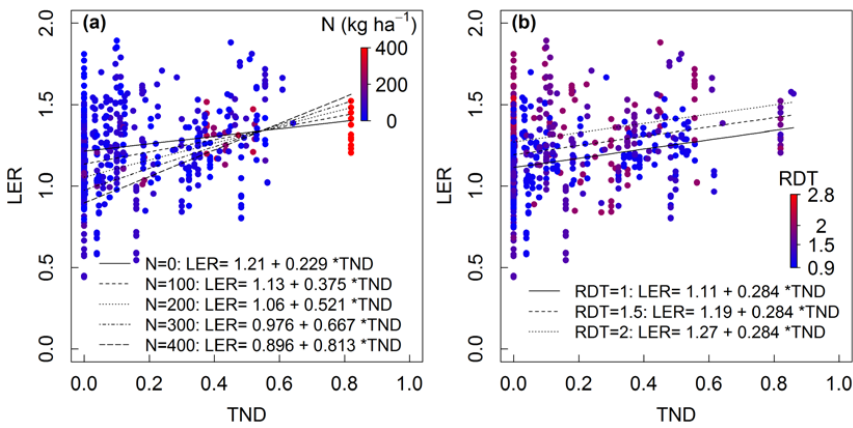 (a)
N (kg ha⁻¹)
400
200
0
2.0
1.5
1.0
0.5
0.0
LER
N=0: LER= 1.21 + 0.229 *TND
N=100: LER= 1.13 + 0.375 *TND
N=200: LER= 1.06 + 0.521 *TND
N=300: LER= 0.976 + 0.667 *TND
N=400: LER= 0.896 + 0.813 *TND
0.0 0.2 0.4 0.6 0.8 1.0
TND
(b)
2.0
1.5
1.0
0.5
0.0
LER
RDT
2.8
2
1.5
0.9
RDT=1: LER= 1.11 + 0.284 *TND
RDT=1.5: LER= 1.19 + 0.284 *TND
RDT=2: LER= 1.27 + 0.284 *TND
0.0 0.2 0.4 0.6 0.8 1.0
TND